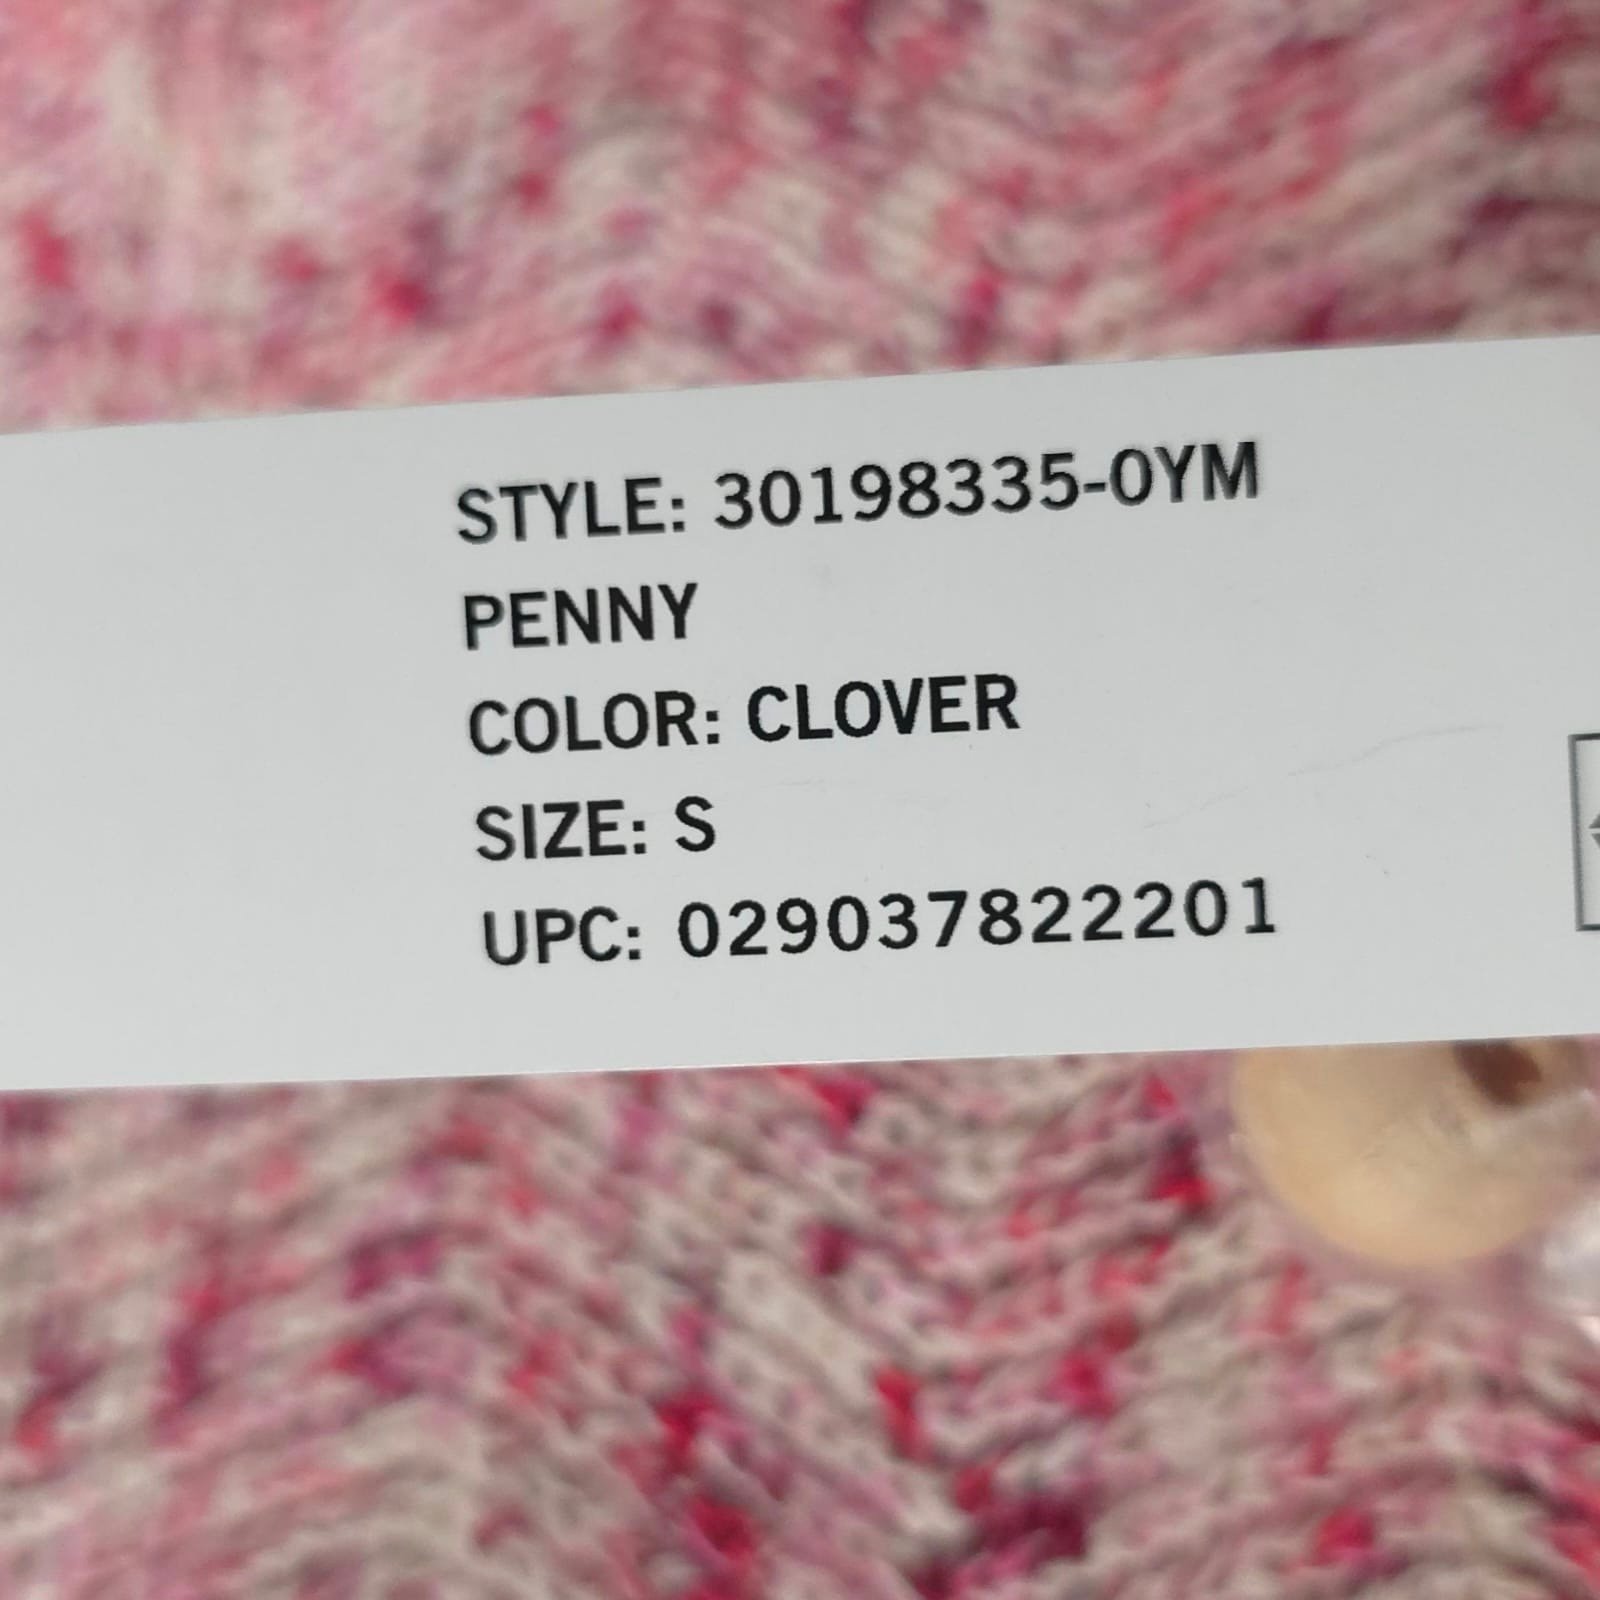 STYLE: 30198335-0YM
PENNY
COLOR: CLOVER
SIZE: S
UPC: 029037822201